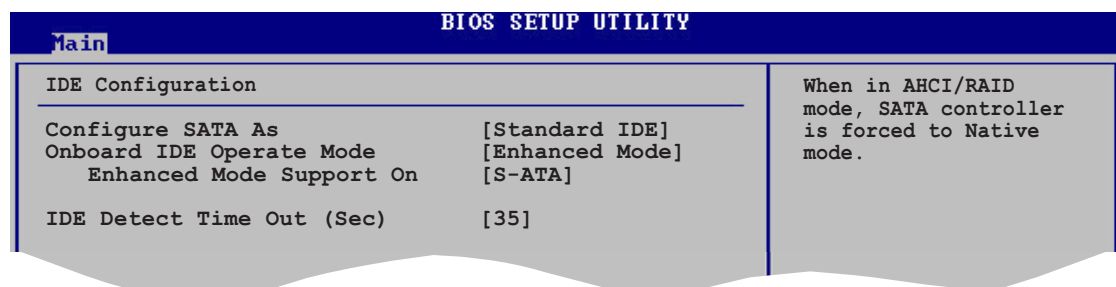 BIOS SETUP UTILITY
Main
IDE Configuration
Configure SATA As [Standard IDE]
Onboard IDE Operate Mode [Enhanced Mode]
Enhanced Mode Support On [S-ATA]
IDE Detect Time Out (Sec) [35]
When in AHCI/RAID
mode, SATA controller
is forced to Native
mode.